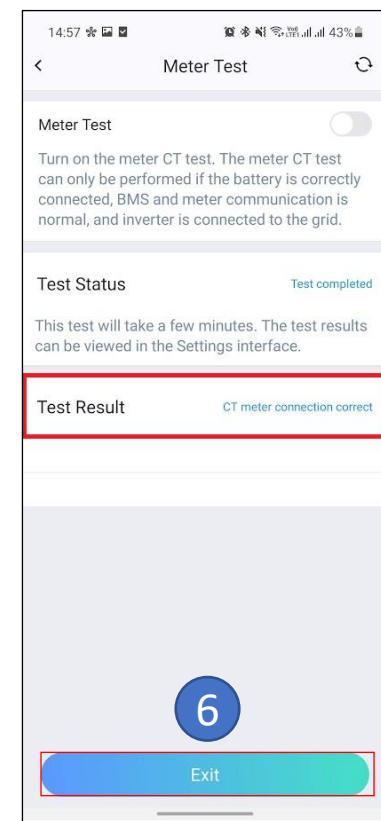 14:57 43%
Meter Test
Meter Test
Turn on the meter CT test. The meter CT test
can only be performed if the battery is correctly
connected, BMS and meter communication is
normal, and inverter is connected to the grid.
Test Status Test completed
This test will take a few minutes. The test results
can be viewed in the Settings interface.
Test Result CT meter connection correct
6
Exit